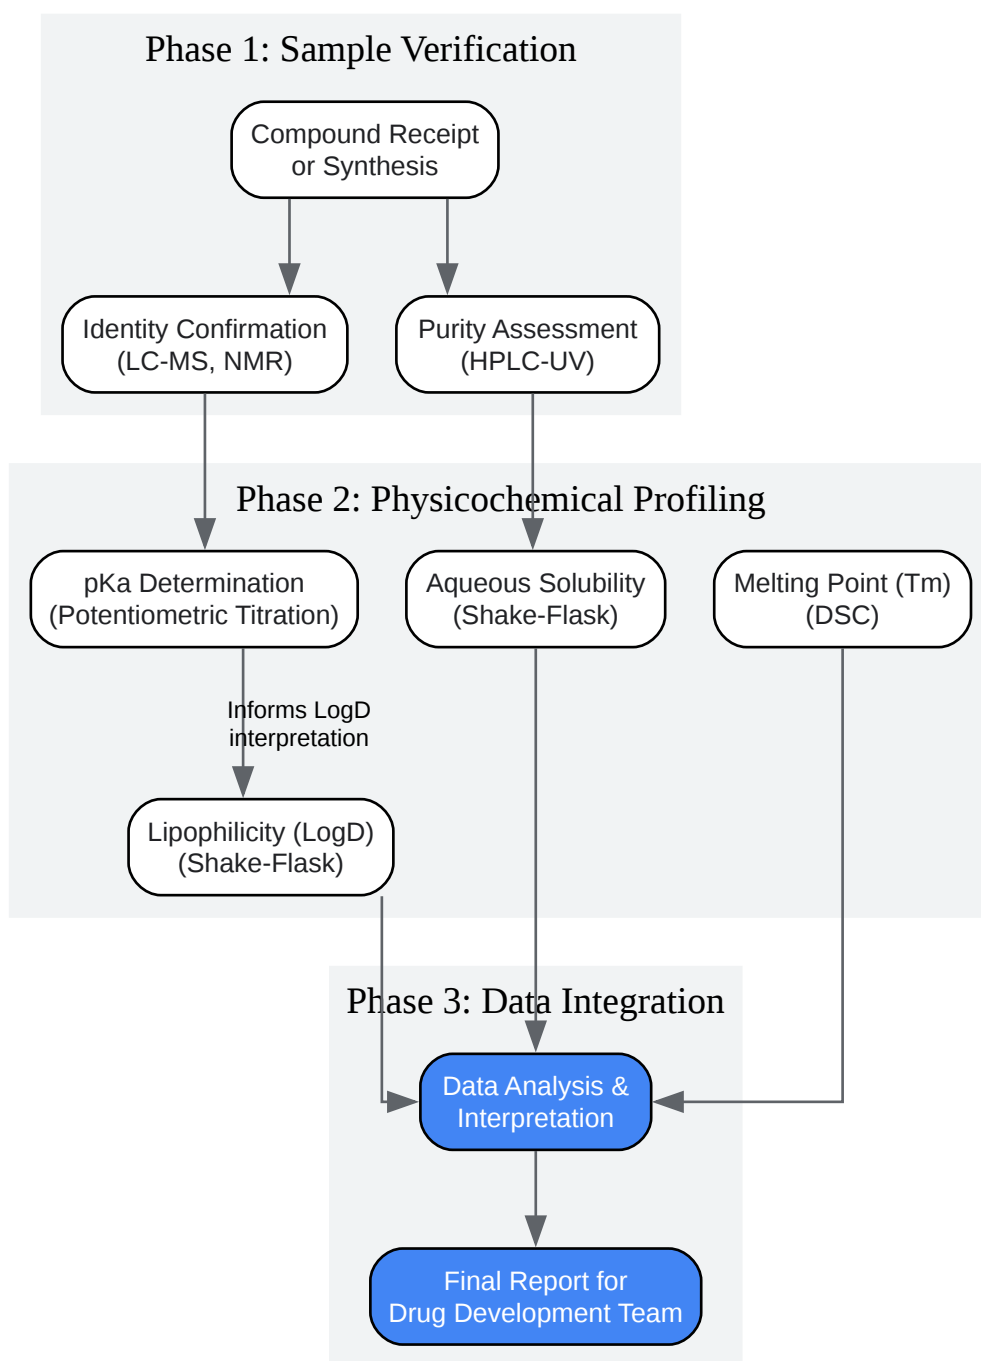 Phase 1: Sample Verification
Compound Receipt
or Synthesis
Identity Confirmation
(LC-MS, NMR)
Purity Assessment
(HPLC-UV)
Phase 2: Physicochemical Profiling
pKa Determination
(Potentiometric Titration)
Aqueous Solubility
(Shake-Flask)
Melting Point (Tm)
(DSC)
Informs LogD
interpretation
Lipophilicity (LogD)
(Shake-Flask)
Phase 3: Data Integration
Data Analysis &
Interpretation
Final Report for
Drug Development Team